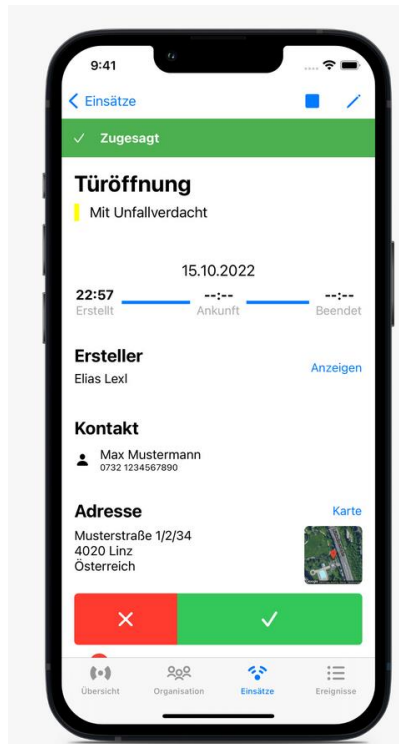 9:41
Einsätze
Zugesagt
Türöffnung
Mit Unfallverdacht
15.10.2022
22:57 --:-- --:--
Erstellt Ankunft Beendet
Ersteller
Elias Lexl
Anzeigen
Kontakt
Max Mustermann
0732 1234567890
Adresse
Karte
Musterstraße 1/2/34
4020 Linz
Österreich
Übersicht Organisation Einsätze Ereignisse